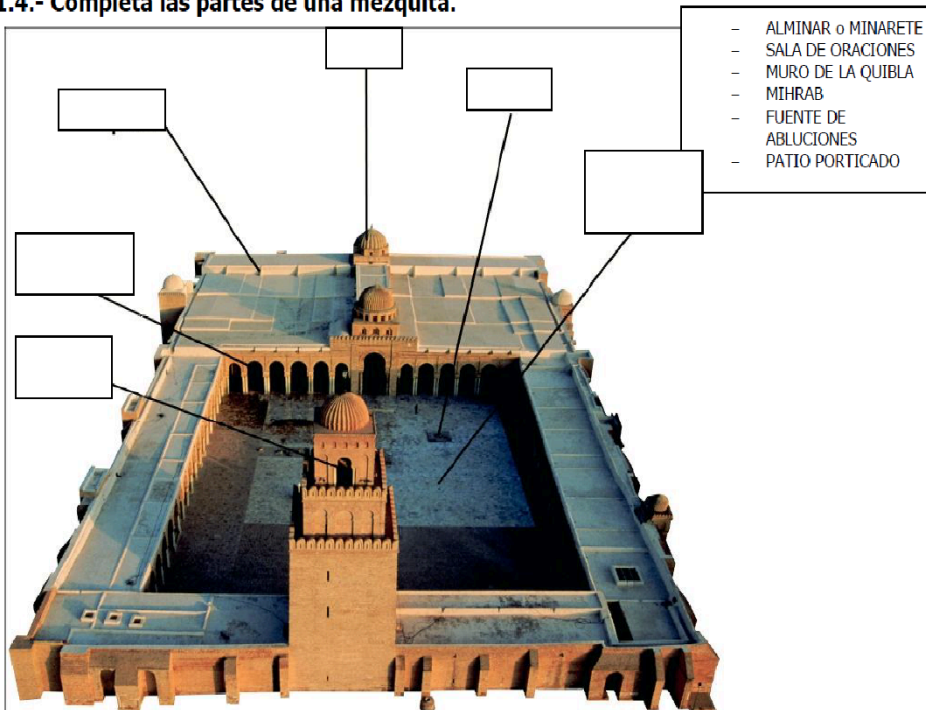 1.4.- Completa las partes de una mezquita.
– ALMINAR o MINARETE
– SALA DE ORACIONES
– MURO DE LA QUIBLA
– MIHRAB
– FUENTE DE
ABLUCIONES
– PATIO PORTICADO